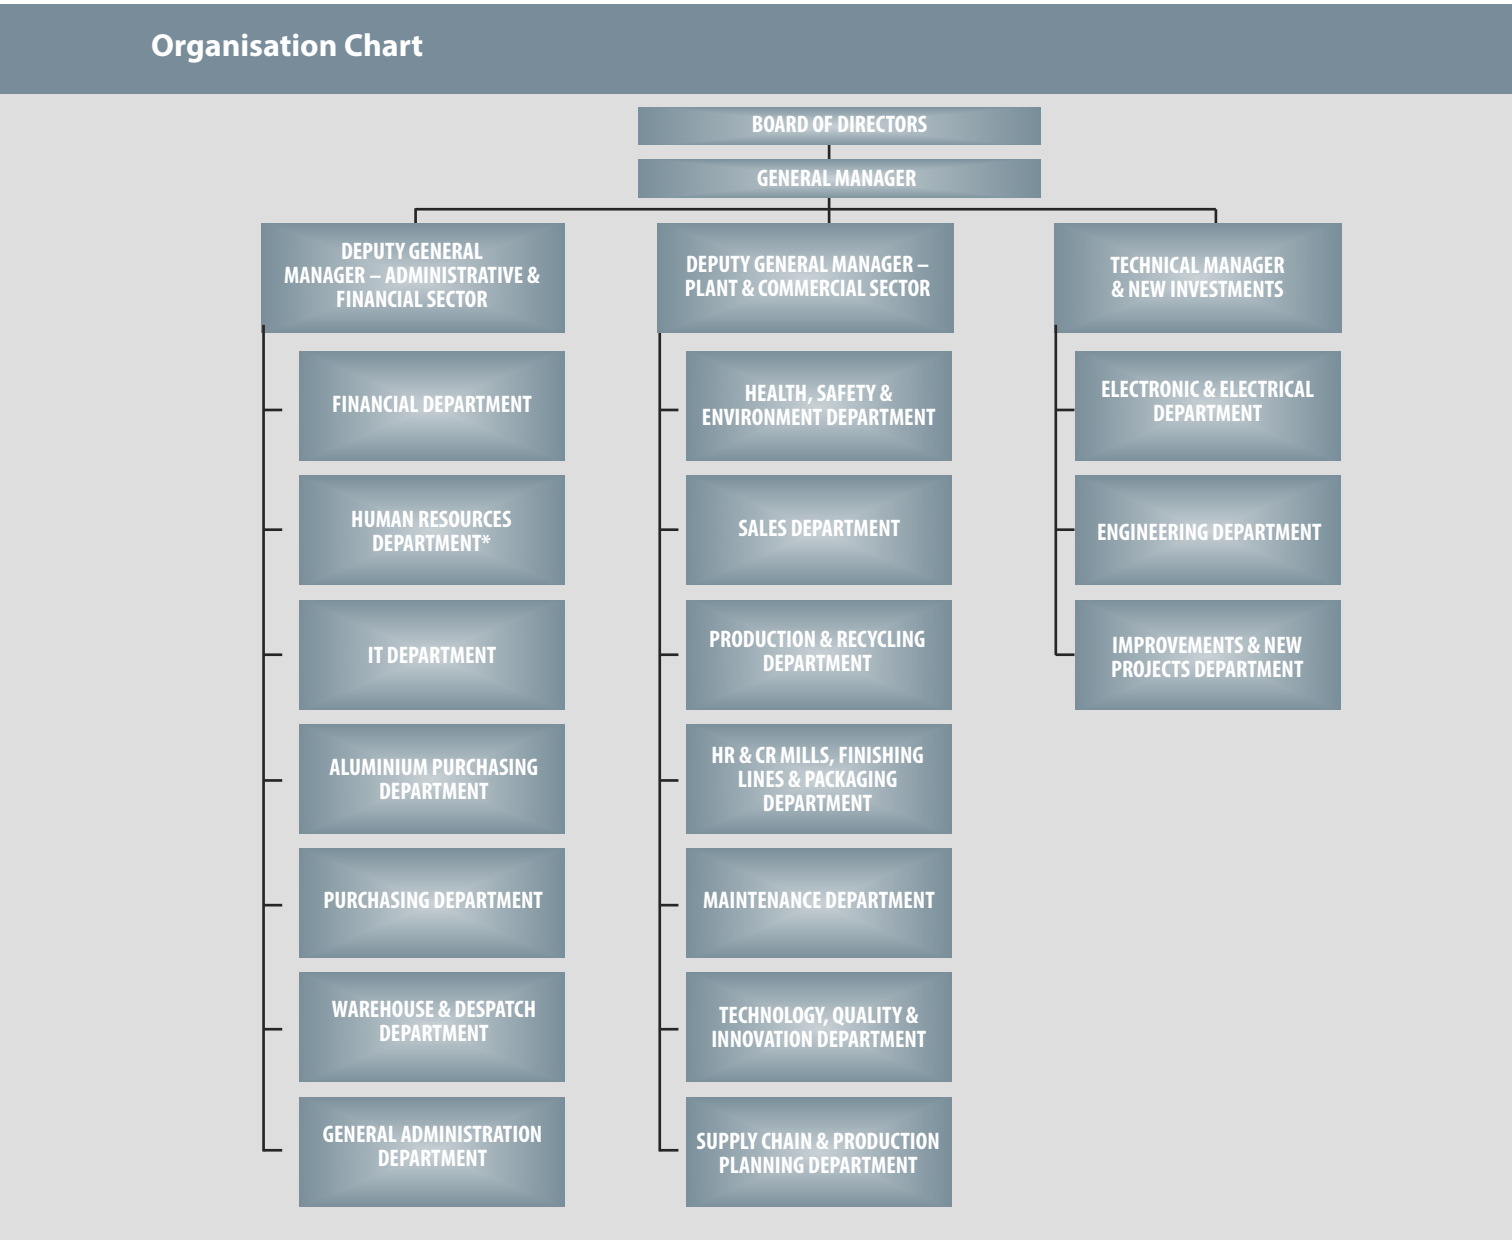 Organisation Chart
BOARD OF DIRECTORS
GENERAL MANAGER
DEPUTY GENERAL
MANAGER – ADMINISTRATIVE &
FINANCIAL SECTOR
FINANCIAL DEPARTMENT
HUMAN RESOURCES
DEPARTMENT*
IT DEPARTMENT
ALUMINIUM PURCHASING
DEPARTMENT
PURCHASING DEPARTMENT
WAREHOUSE & DESPATCH
DEPARTMENT
GENERAL ADMINISTRATION
DEPARTMENT
DEPUTY GENERAL MANAGER –
PLANT & COMMERCIAL SECTOR
HEALTH, SAFETY &
ENVIRONMENT DEPARTMENT
SALES DEPARTMENT
PRODUCTION & RECYCLING
DEPARTMENT
HR & CR MILLS, FINISHING
LINES & PACKAGING
DEPARTMENT
MAINTENANCE DEPARTMENT
TECHNOLOGY, QUALITY &
INNOVATION DEPARTMENT
SUPPLY CHAIN & PRODUCTION
PLANNING DEPARTMENT
TECHNICAL MANAGER
& NEW INVESTMENTS
ELECTRONIC & ELECTRICAL
DEPARTMENT
ENGINEERING DEPARTMENT
IMPROVEMENTS & NEW
PROJECTS DEPARTMENT